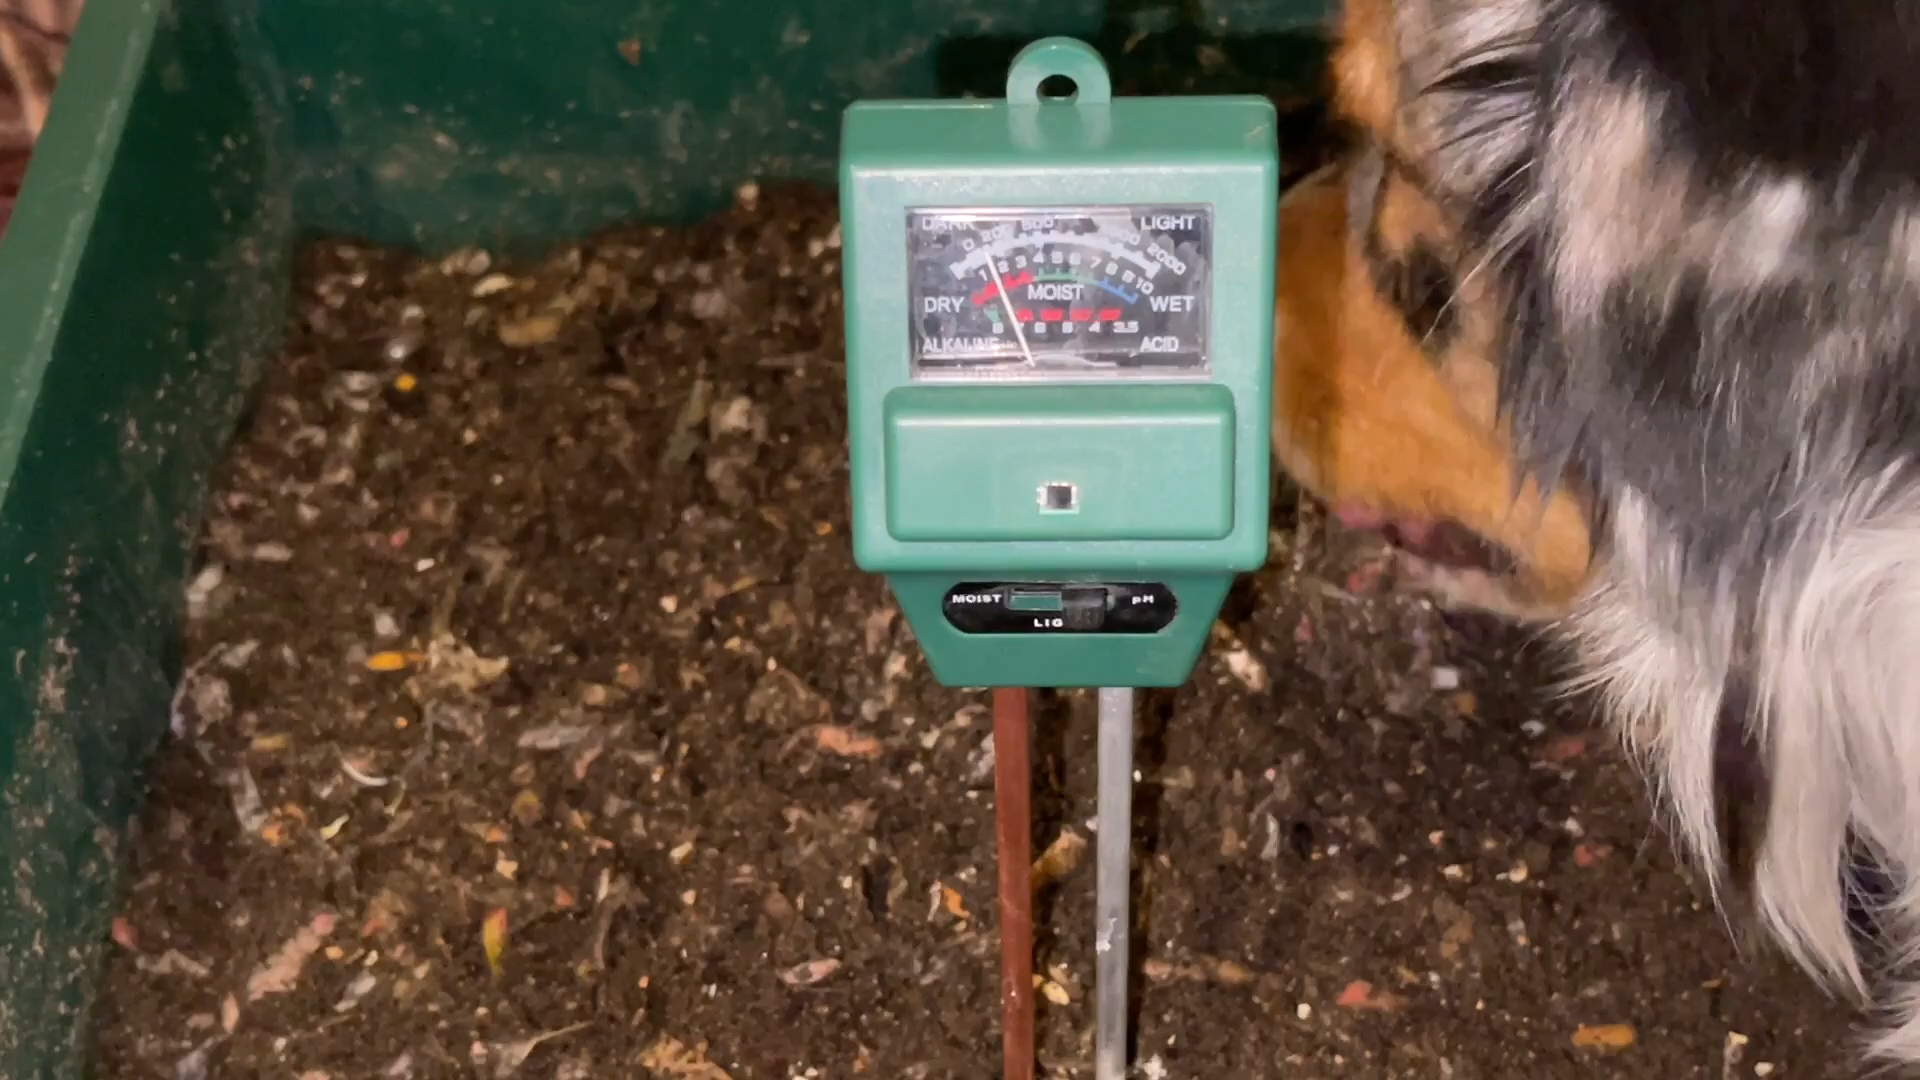 DARK LIGHT
0 200 500 2000
1 2 3 4 5 6 7 8 9 10
DRY MOIST WET
8 7 6 5 4 3.5
ALKALINE ACID
MOIST pH
LIG